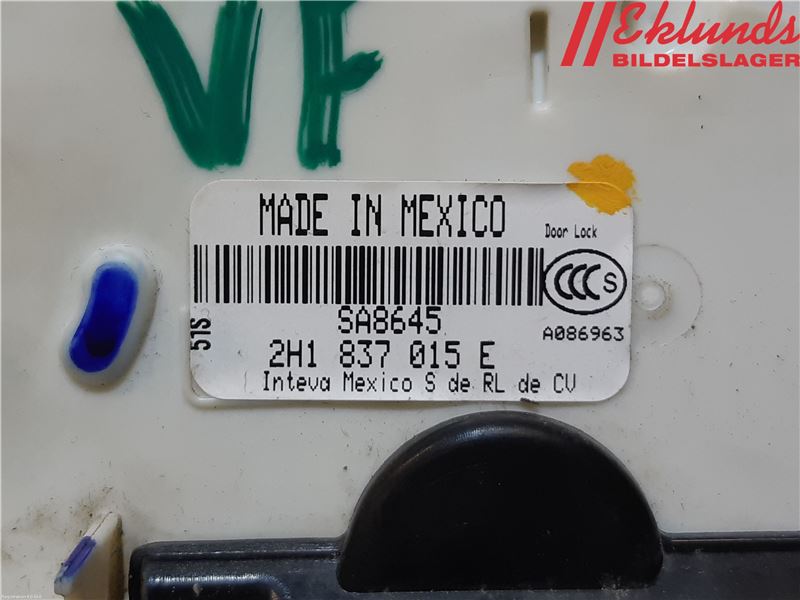 VF
Eklunds
BILDELSLAGER
MADE IN MEXICO
Door Lock
CCC S
SA8645
A086963
51S
2H1 837 015 E
Inteva Mexico S de RL de CV